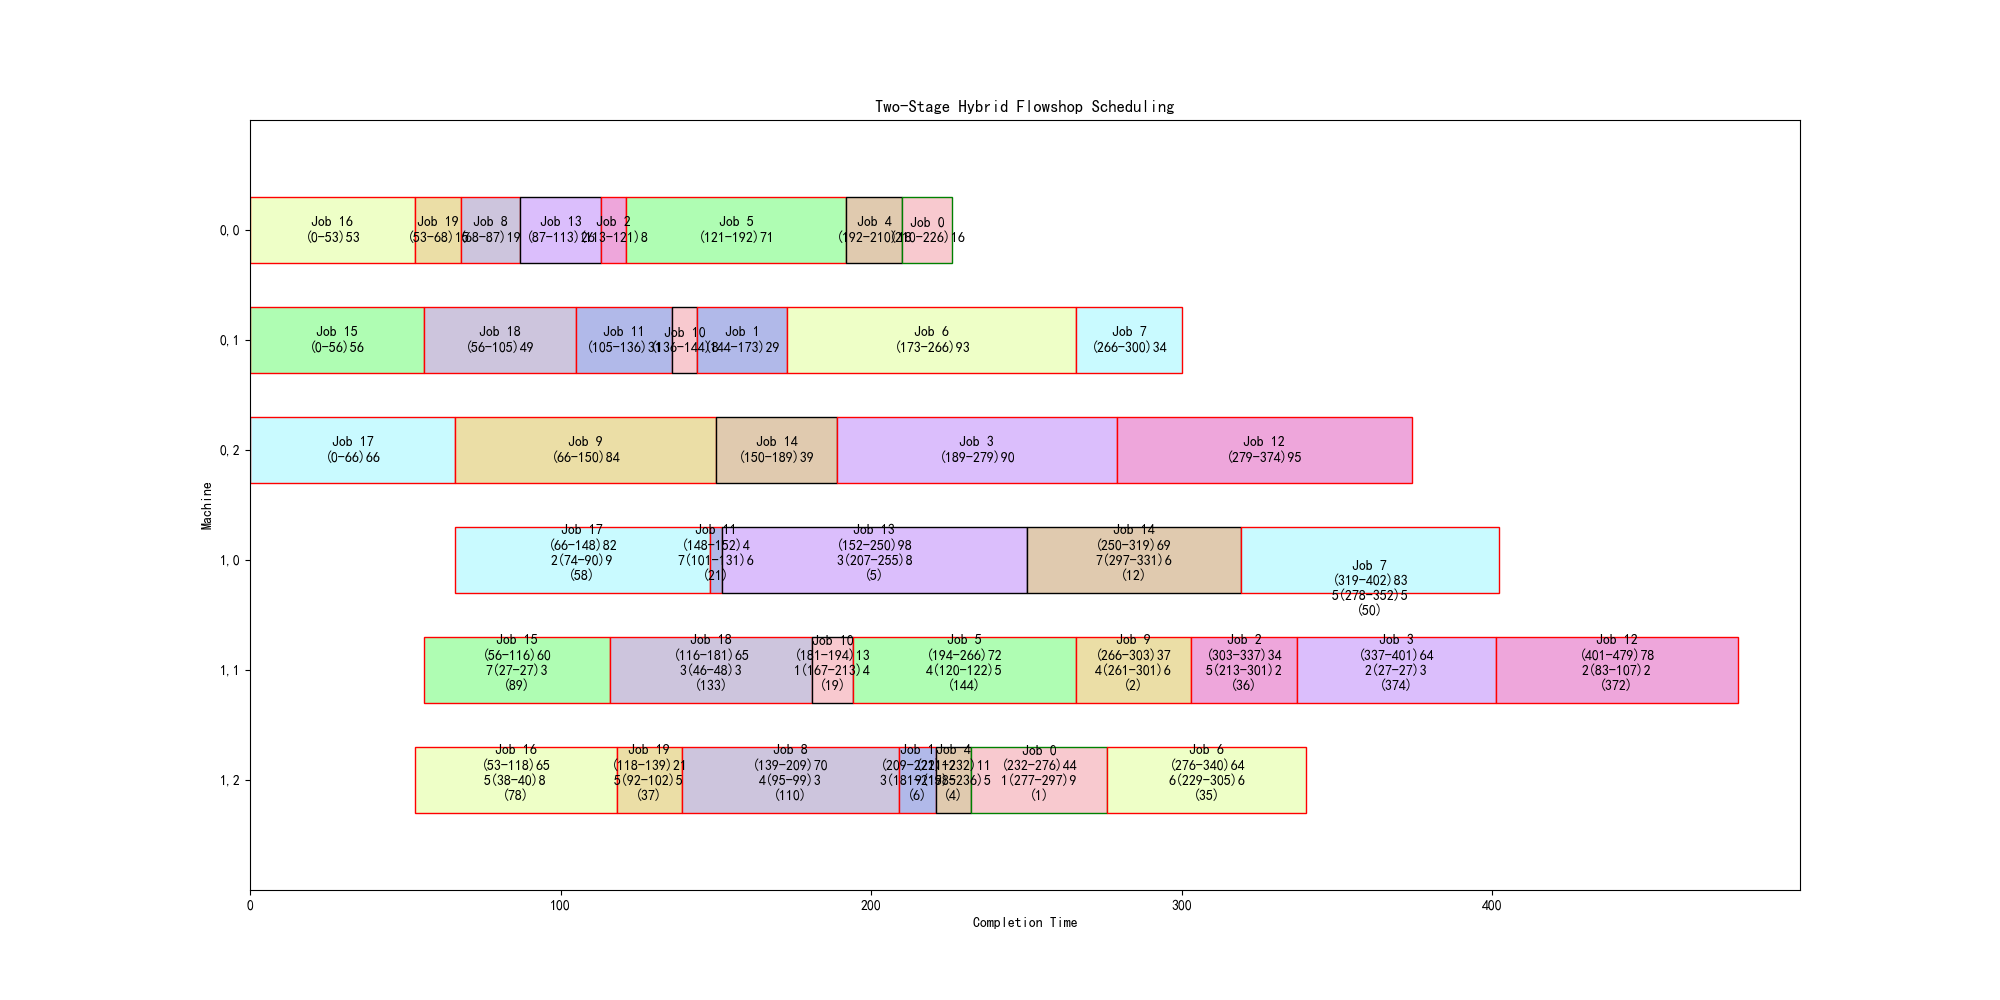 Two-Stage Hybrid Flowshop Scheduling
Machine
0,0
Job 16
(0-53)53
Job 19
(53-68)15
Job 8
(68-87)19
Job 13
(87-113)26
Job 2
(113-121)8
Job 5
(121-192)71
Job 4
(192-210)18
Job 0
(210-226)16
0,1
Job 15
(0-56)56
Job 18
(56-105)49
Job 11
(105-136)31
Job 10
(136-144)8
Job 1
(144-173)29
Job 6
(173-266)93
Job 7
(266-300)34
0,2
Job 17
(0-66)66
Job 9
(66-150)84
Job 14
(150-189)39
Job 3
(189-279)90
Job 12
(279-374)95
1,0
Job 17
(66-148)82
2(74-90)9
(58)
Job 11
(148-152)4
7(101-131)6
(21)
Job 13
(152-250)98
3(207-255)8
(5)
Job 14
(250-319)69
7(297-331)6
(12)
Job 7
(319-402)83
5(278-352)5
(50)
1,1
Job 15
(56-116)60
7(27-27)3
(89)
Job 18
(116-181)65
3(46-48)3
(133)
Job 10
(181-194)13
1(167-213)4
(19)
Job 5
(194-266)72
4(120-122)5
(144)
Job 9
(266-303)37
4(261-301)6
(2)
Job 2
(303-337)34
5(213-301)2
(36)
Job 3
(337-401)64
2(27-27)3
(374)
Job 12
(401-479)78
2(83-107)2
(372)
1,2
Job 16
(53-118)65
5(38-40)8
(78)
Job 19
(118-139)21
5(92-102)5
(37)
Job 8
(139-209)70
4(95-99)3
(110)
Job 1
(209-221)12
(6)
Job 4
(221-232)11
(4)
Job 0
(232-276)44
1(277-297)9
(1)
Job 6
(276-340)64
6(229-305)6
(35)
0
100
200
300
400
Completion Time